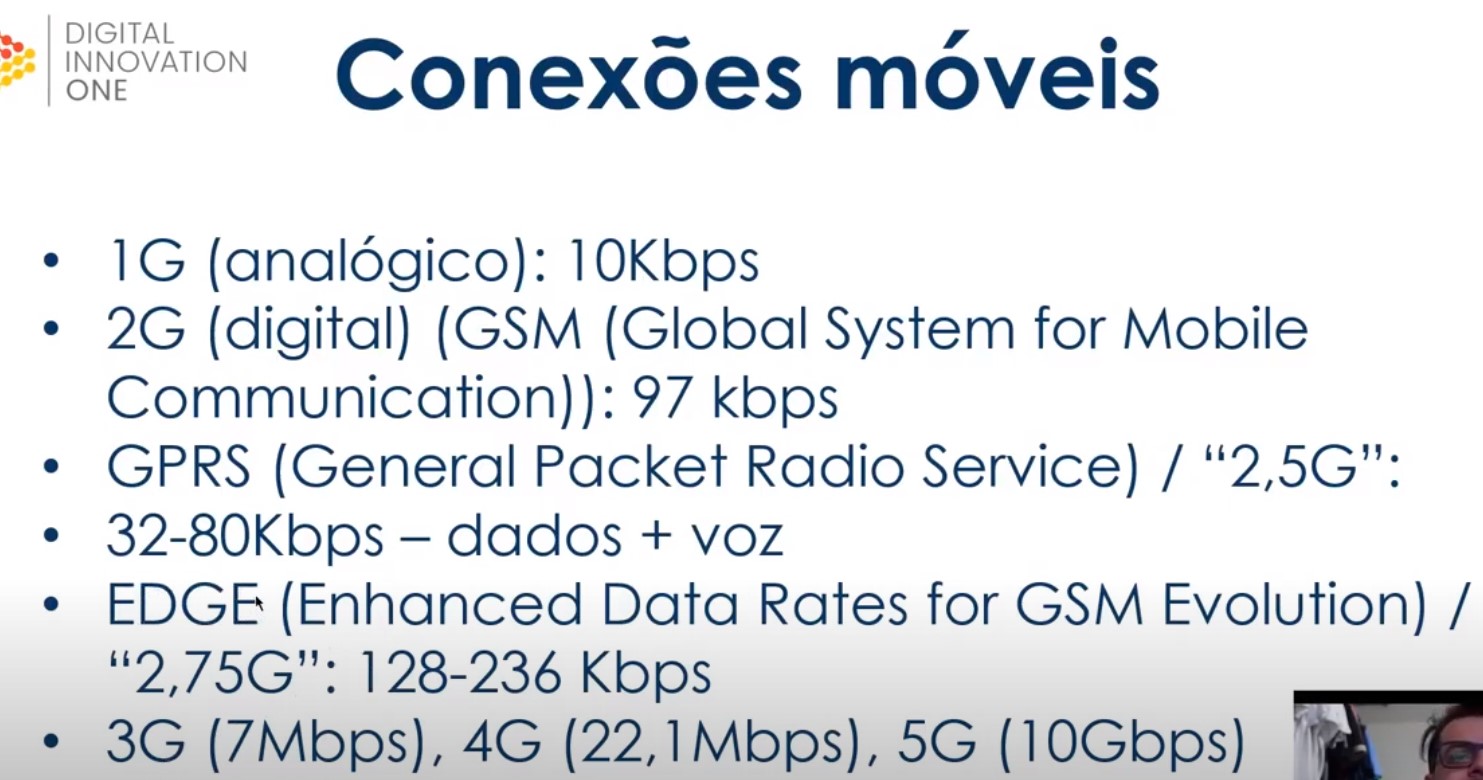 DIGITAL
INNOVATION
ONE
Conexões móveis
• 1G (analógico): 10Kbps
• 2G (digital) (GSM (Global System for Mobile
Communication)): 97 kbps
• GPRS (General Packet Radio Service) / “2,5G”:
• 32-80Kbps – dados + voz
• EDGE (Enhanced Data Rates for GSM Evolution) /
“2,75G”: 128-236 Kbps
• 3G (7Mbps), 4G (22,1Mbps), 5G (10Gbps)